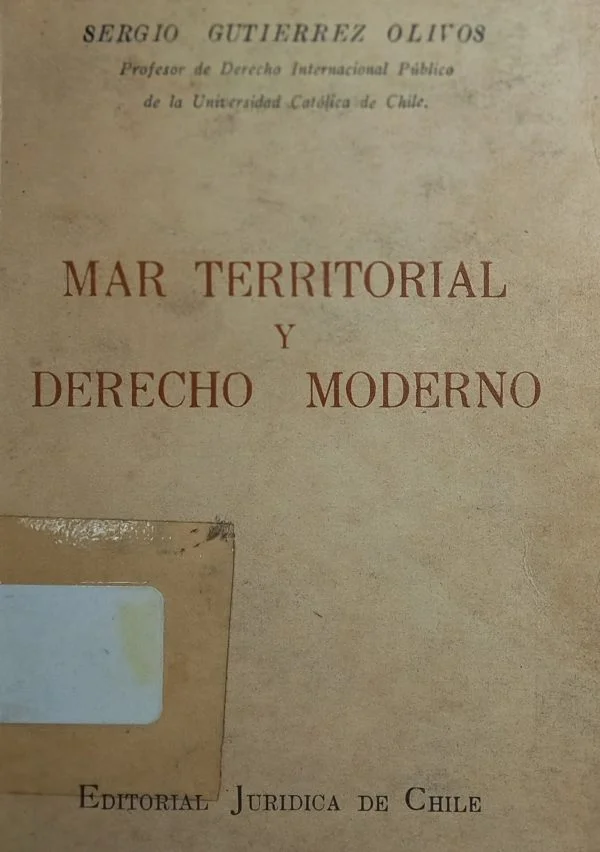 SERGIO GUTIERREZ OLIVOS
Profesor de Derecho Internacional Público
de la Universidad Católica de Chile.
MAR TERRITORIAL
Y
DERECHO MODERNO
EDITORIAL JURIDICA DE CHILE